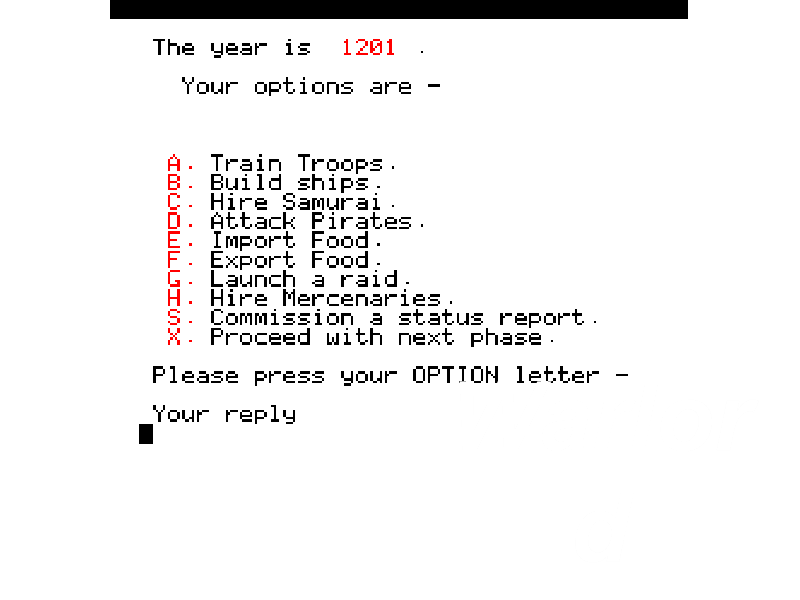 The year is 1201 .
Your options are -
A. Train Troops.
B. Build ships.
C. Hire Samurai.
D. Attack Pirates.
E. Import Food.
F. Export Food.
G. Launch a raid.
H. Hire Mercenaries.
S. Commission a status report.
X. Proceed with next phase.
Please press your OPTION letter -
Your reply